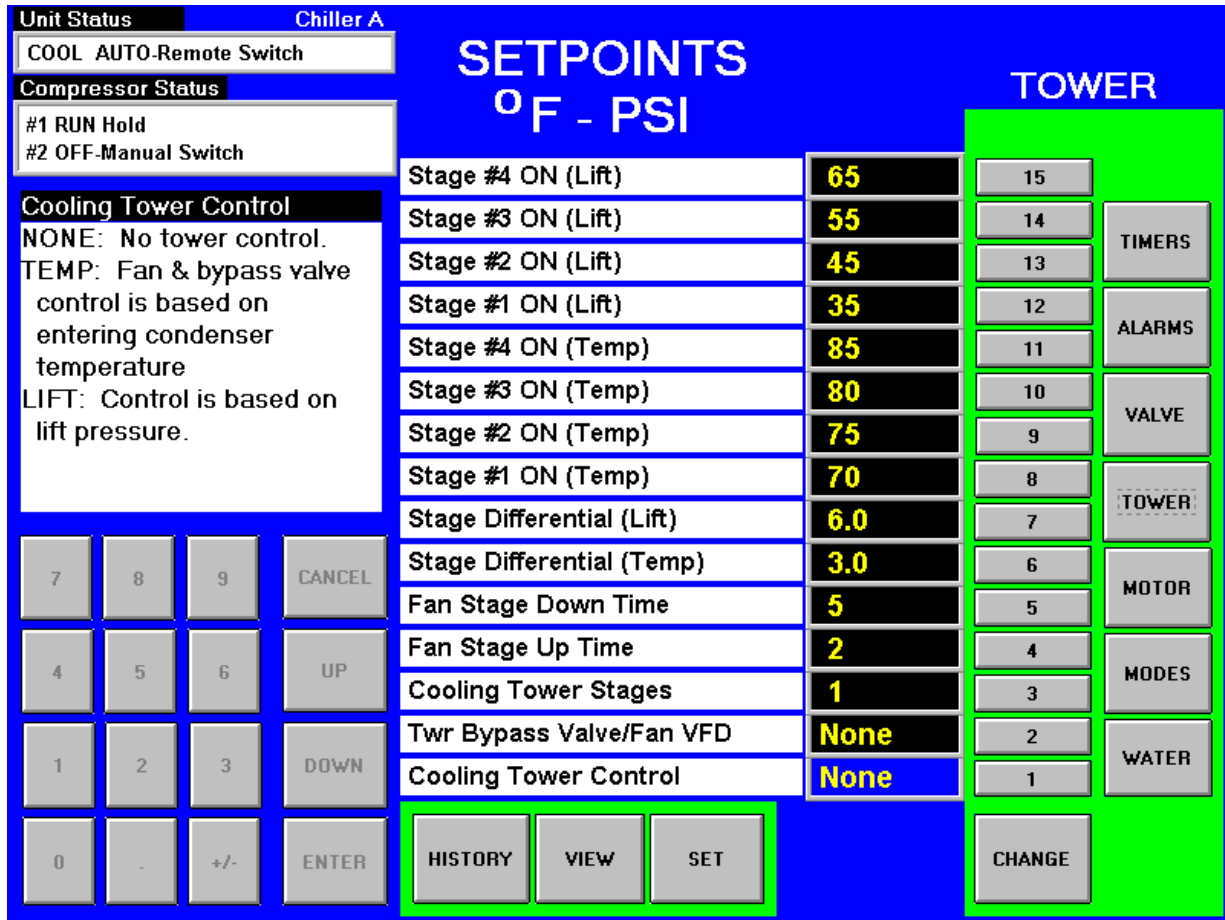 Unit Status Chiller A
COOL AUTO-Remote Switch
Compressor Status
#1 RUN Hold
#2 OFF-Manual Switch
Cooling Tower Control
NONE: No tower control.
TEMP: Fan & bypass valve
control is based on
entering condenser
temperature
LIFT: Control is based on
lift pressure.
7 8 9 CANCEL
4 5 6 UP
1 2 3 DOWN
0 . +/- ENTER
SETPOINTS
°F - PSI
Stage #4 ON (Lift) 65
Stage #3 ON (Lift) 55
Stage #2 ON (Lift) 45
Stage #1 ON (Lift) 35
Stage #4 ON (Temp) 85
Stage #3 ON (Temp) 80
Stage #2 ON (Temp) 75
Stage #1 ON (Temp) 70
Stage Differential (Lift) 6.0
Stage Differential (Temp) 3.0
Fan Stage Down Time 5
Fan Stage Up Time 2
Cooling Tower Stages 1
Twr Bypass Valve/Fan VFD None
Cooling Tower Control None
HISTORY VIEW SET
TOWER
15
14
13
12
11
10
9
8
7
6
5
4
3
2
1
CHANGE
TIMERS
ALARMS
VALVE
TOWER
MOTOR
MODES
WATER